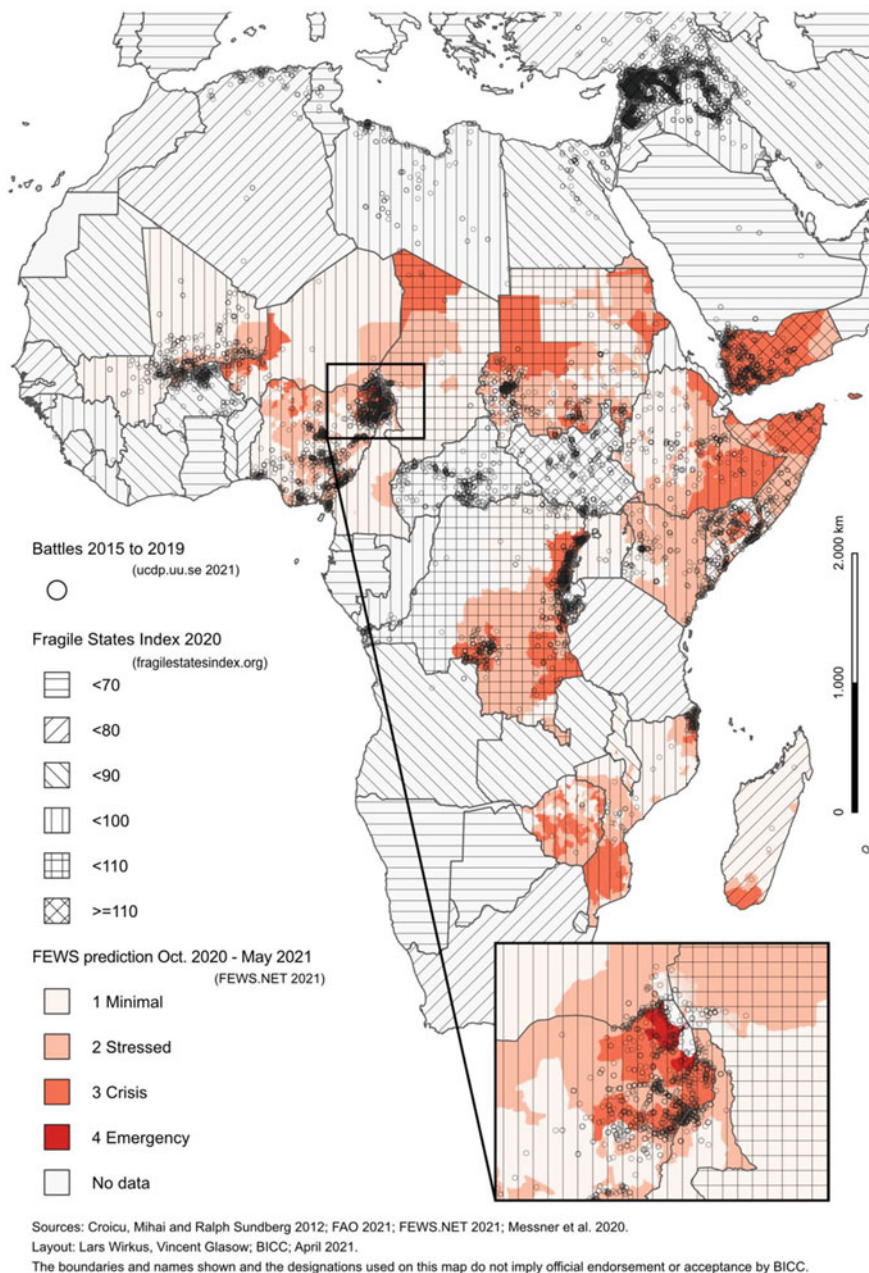 Battles 2015 to 2019
(ucdp.uu.se 2021)
Fragile States Index 2020
(fragilestatesindex.org)
<70
<80
<90
<100
<110
>=110
FEWS prediction Oct. 2020 - May 2021
(FEWS.NET 2021)
1 Minimal
2 Stressed
3 Crisis
4 Emergency
No data
2.000 km
1.000
0
Sources: Croicu, Mihai and Ralph Sundberg 2012; FAO 2021; FEWS.NET 2021; Messner et al. 2020.
Layout: Lars Wirkus, Vincent Glasow; BICC; April 2021.
The boundaries and names shown and the designations used on this map do not imply official endorsement or acceptance by BICC.